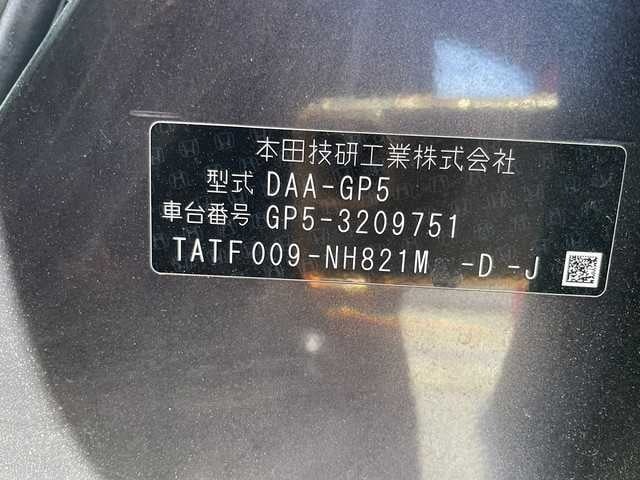 本田技研工業株式会社
型式 DAA-GP5
車台番号 GP5-3209751
TATF009-NH821M -D -J